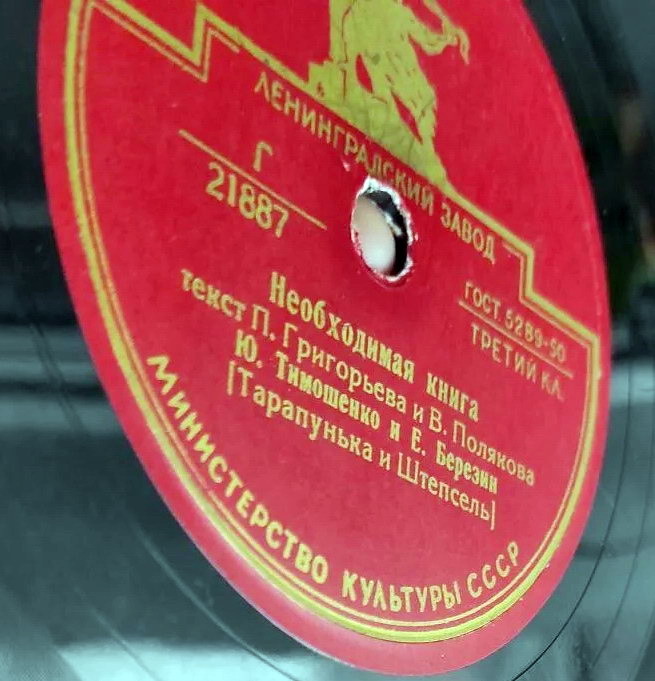 ЛЕНИНГРАДСКИЙ ЗАВОД
Г
21887
ГОСТ 5289-50
ТРЕТИЙ КЛ.
Необходимая книга
текст П. Григорьева и В. Полякова
Ю. Тимошенко и Е. Березин
[Тарапунька и Штепсель]
МИНИСТЕРСТВО КУЛЬТУРЫ СССР